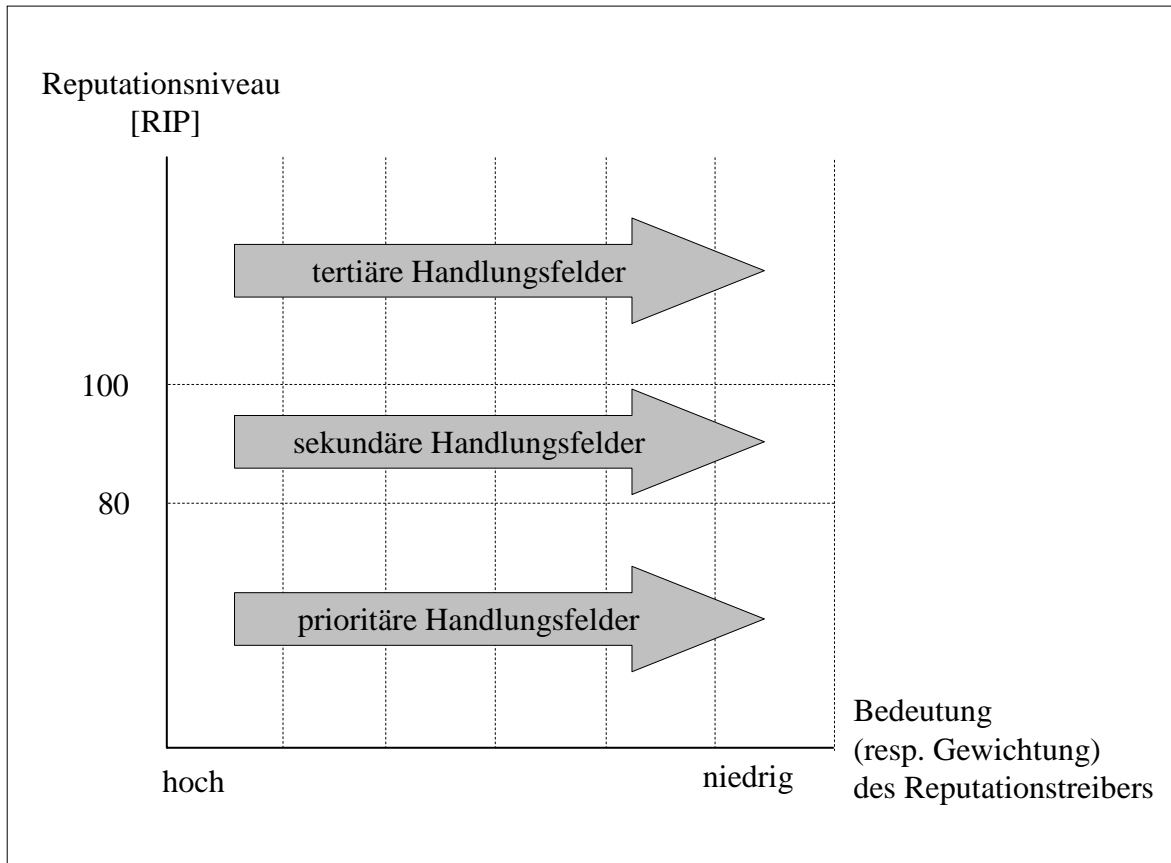 Reputationsniveau
[RIP]
tertiäre Handlungsfelder
100
sekundäre Handlungsfelder
80
prioritäre Handlungsfelder
Bedeutung
(resp. Gewichtung)
des Reputationstreibers
hoch
niedrig